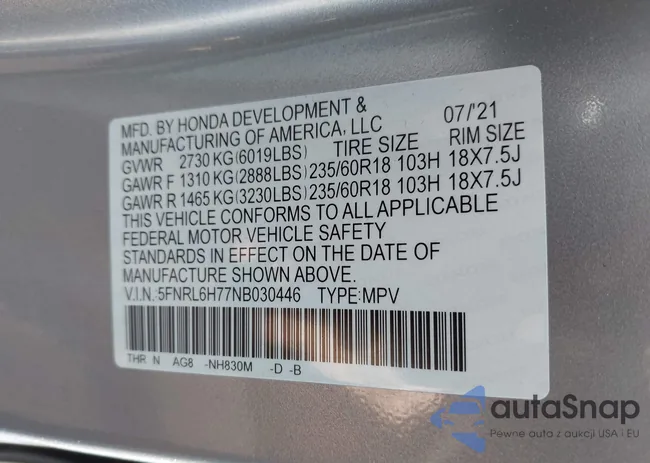 MFD. BY HONDA DEVELOPMENT & 07/'21
MANUFACTURING OF AMERICA, LLC
GVWR 2730 KG (6019LBS) TIRE SIZE RIM SIZE
GAWR F 1310 KG (2888LBS) 235/60R18 103H 18X7.5J
GAWR R 1465 KG (3230LBS) 235/60R18 103H 18X7.5J
THIS VEHICLE CONFORMS TO ALL APPLICABLE
FEDERAL MOTOR VEHICLE SAFETY
STANDARDS IN EFFECT ON THE DATE OF
MANUFACTURE SHOWN ABOVE.
V.I.N.:5FNRL6H77NB030446 TYPE:MPV
THR N AG8 -NH830M -D -B
autaSnap
Pewne auta z aukcji USA i EU